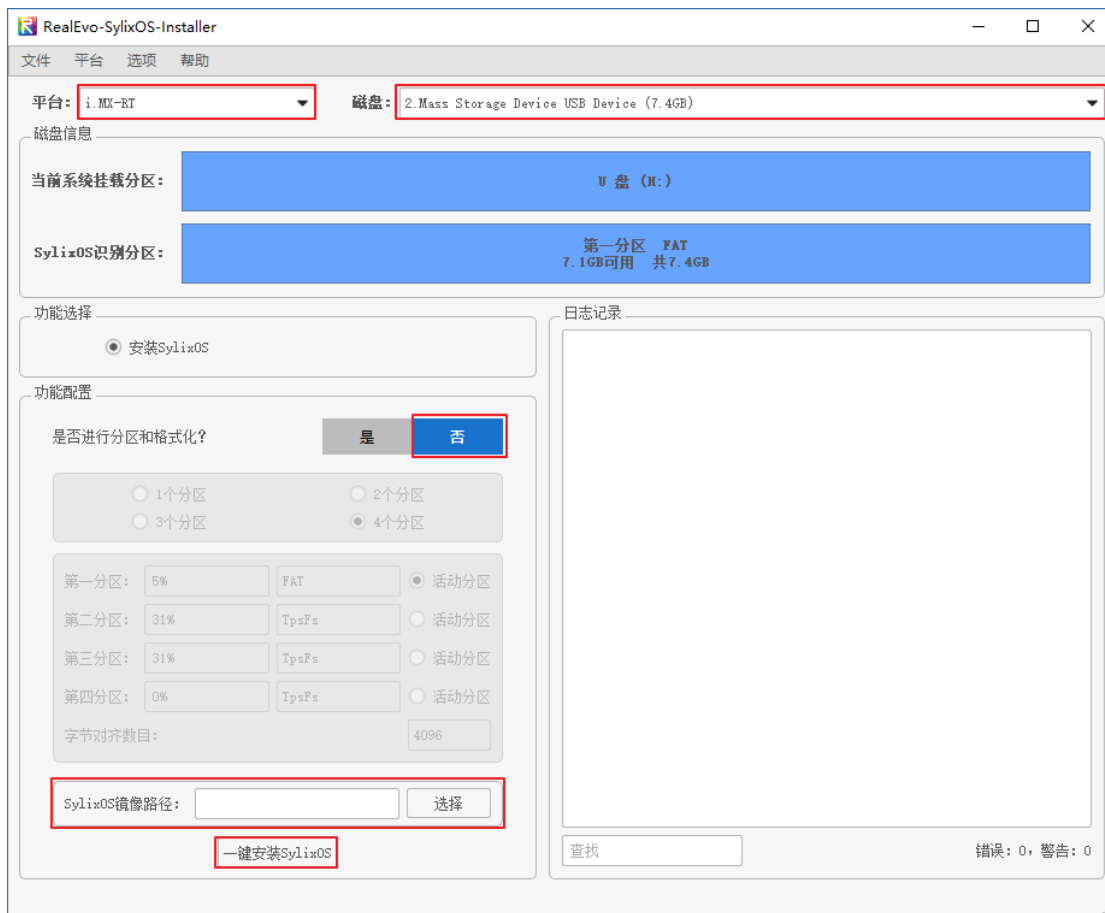 RealEvo-SylixOS-Installer
文件 平台 选项 帮助
平台: i.MX-RT 磁盘: 2.Mass Storage Device USB Device (7.4GB)
磁盘信息
当前系统挂载分区: U 盘 (H:)
SylixOS识别分区: 第一分区 FAT
7.1GB可用 共7.4GB
功能选择
安装SylixOS
功能配置
是否进行分区和格式化? 是 否
1个分区 2个分区
3个分区 4个分区
第一分区: 5% FAT 活动分区
第二分区: 31% TpsFs 活动分区
第三分区: 31% TpsFs 活动分区
第四分区: 0% TpsFs 活动分区
字节对齐数目: 4096
SylixOS镜像路径: 选择
一键安装SylixOS
日志记录
查找 错误: 0, 警告: 0